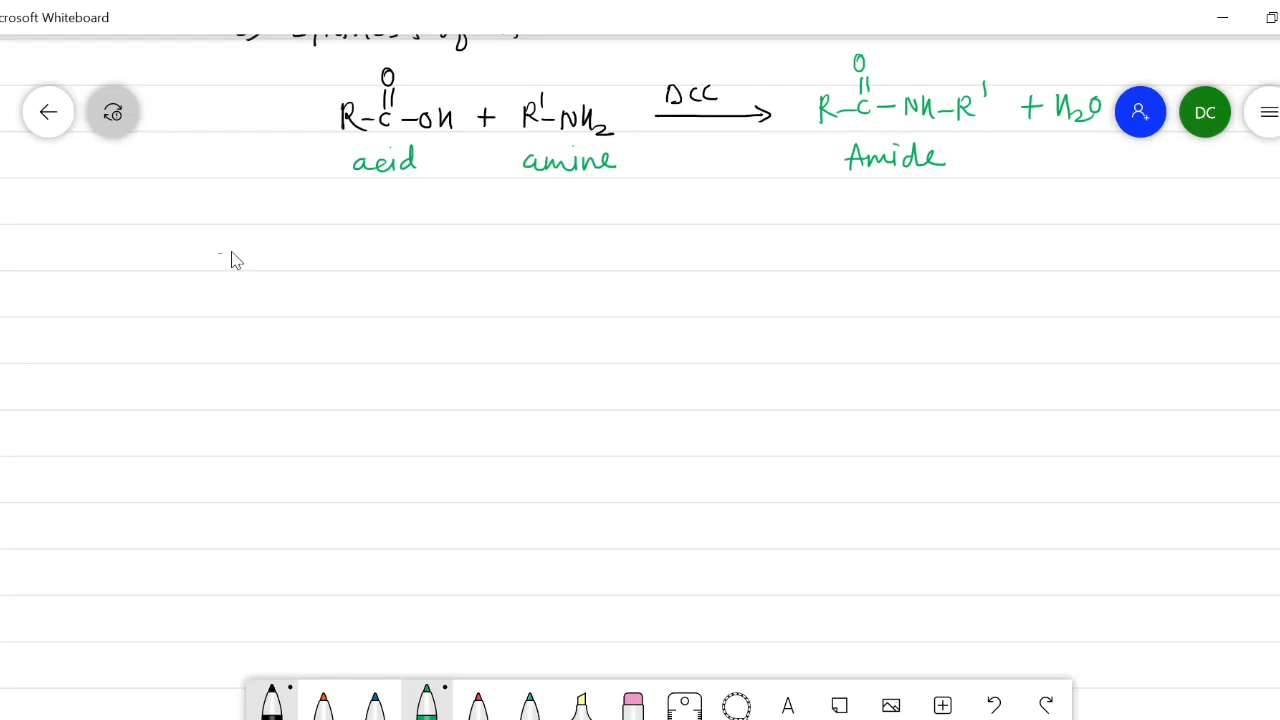 crosoft Whiteboard
O
R-C-OH + R'-NH2 DCC
acid amine
O
R-C-NH-R' + H2O
Amide
DC
A